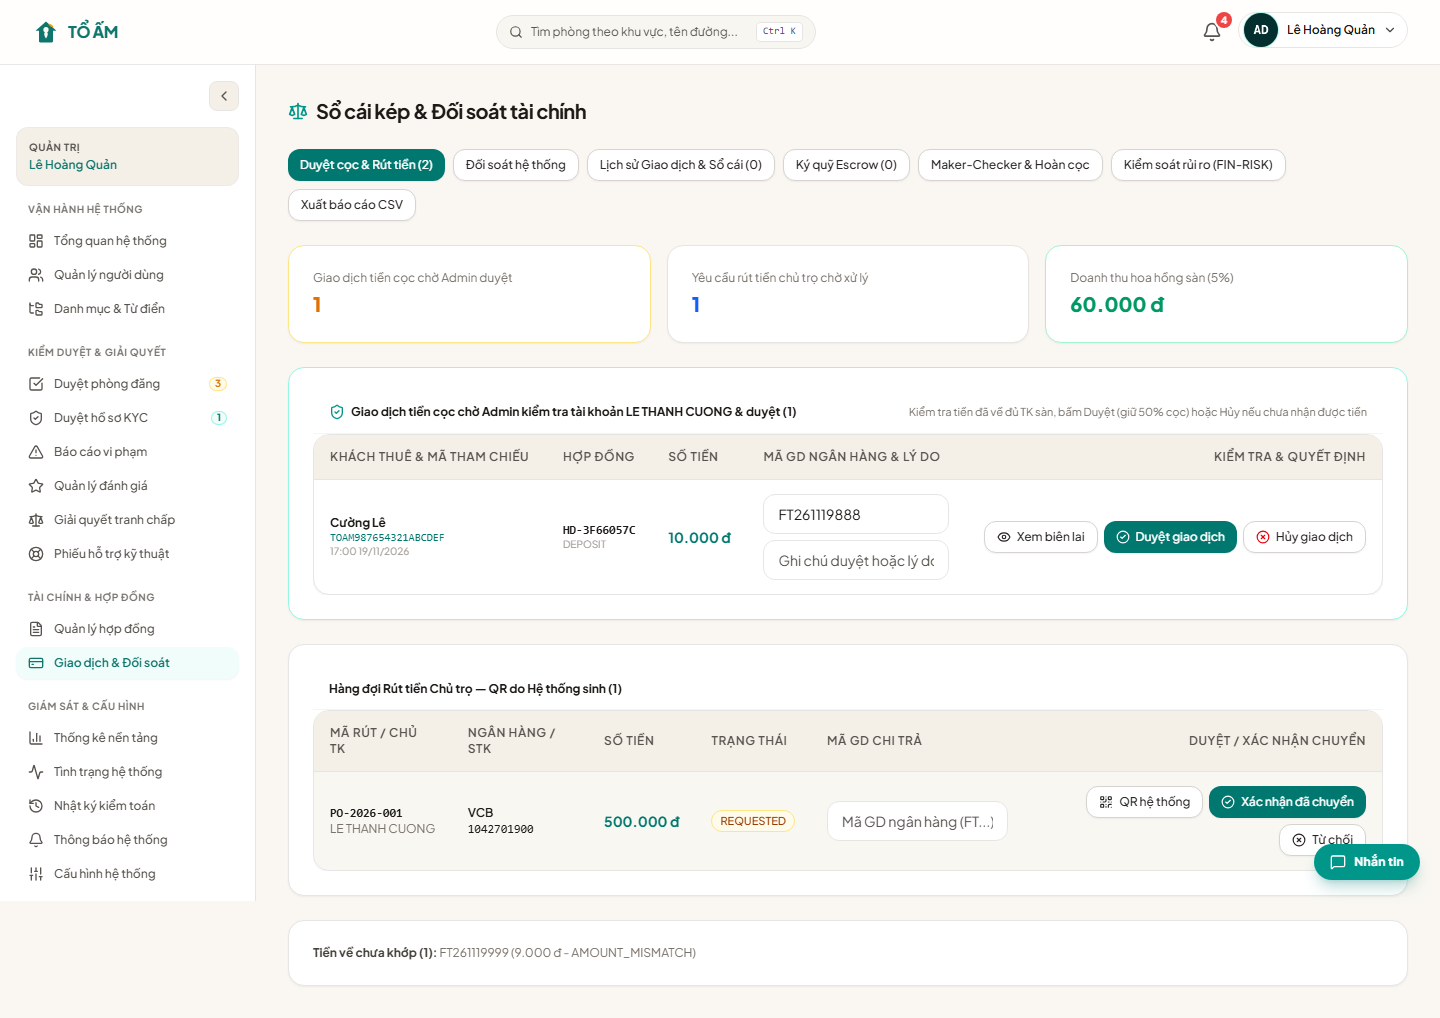 TỔ ẤM
Tìm phòng theo khu vực, tên đường...
Ctrl K
4
AD
Lê Hoàng Quản
QUẢN TRỊ
Lê Hoàng Quản
VẬN HÀNH HỆ THỐNG
Tổng quan hệ thống
Quản lý người dùng
Danh mục & Từ điển
KIỂM DUYỆT & GIẢI QUYẾT
Duyệt phòng đăng
3
Duyệt hồ sơ KYC
1
Báo cáo vi phạm
Quản lý đánh giá
Giải quyết tranh chấp
Phiếu hỗ trợ kỹ thuật
TÀI CHÍNH & HỢP ĐỒNG
Quản lý hợp đồng
Giao dịch & Đối soát
GIÁM SÁT & CẤU HÌNH
Thống kê nền tảng
Tình trạng hệ thống
Nhật ký kiểm toán
Thông báo hệ thống
Cấu hình hệ thống
Sổ cái kép & Đối soát tài chính
Duyệt cọc & Rút tiền (2)
Đối soát hệ thống
Lịch sử Giao dịch & Sổ cái (0)
Ký quỹ Escrow (0)
Maker-Checker & Hoàn cọc
Kiểm soát rủi ro (FIN-RISK)
Xuất báo cáo CSV
Giao dịch tiền cọc chờ Admin duyệt
1
Yêu cầu rút tiền chủ trọ chờ xử lý
1
Doanh thu hoa hồng sàn (5%)
60.000 đ
Giao dịch tiền cọc chờ Admin kiểm tra tài khoản LE THANH CUONG & duyệt (1)
Kiểm tra tiền đã về đủ TK sàn, bấm Duyệt (giữ 50% cọc) hoặc Hủy nếu chưa nhận được tiền
KHÁCH THUÊ & MÃ THAM CHIẾU
HỢP ĐỒNG
SỐ TIỀN
MÃ GD NGÂN HÀNG & LÝ DO
KIỂM TRA & QUYẾT ĐỊNH
Cường Lê
TOAM987654321ABCDEF
17:00 19/11/2026
HD-3F66057C
DEPOSIT
10.000 đ
FT261119888
Ghi chú duyệt hoặc lý do
Xem biên lai
Duyệt giao dịch
Hủy giao dịch
Hàng đợi Rút tiền Chủ trọ — QR do Hệ thống sinh (1)
MÃ RÚT / CHỦ TK
NGÂN HÀNG / STK
SỐ TIỀN
TRẠNG THÁI
MÃ GD CHI TRẢ
DUYỆT / XÁC NHẬN CHUYỂN
PO-2026-001
LE THANH CUONG
VCB
1042701900
500.000 đ
REQUESTED
Mã GD ngân hàng (FT...)
QR hệ thống
Xác nhận đã chuyển
Từ chối
Nhắn tin
Tiền về chưa khớp (1): FT261119999 (9.000 đ - AMOUNT_MISMATCH)